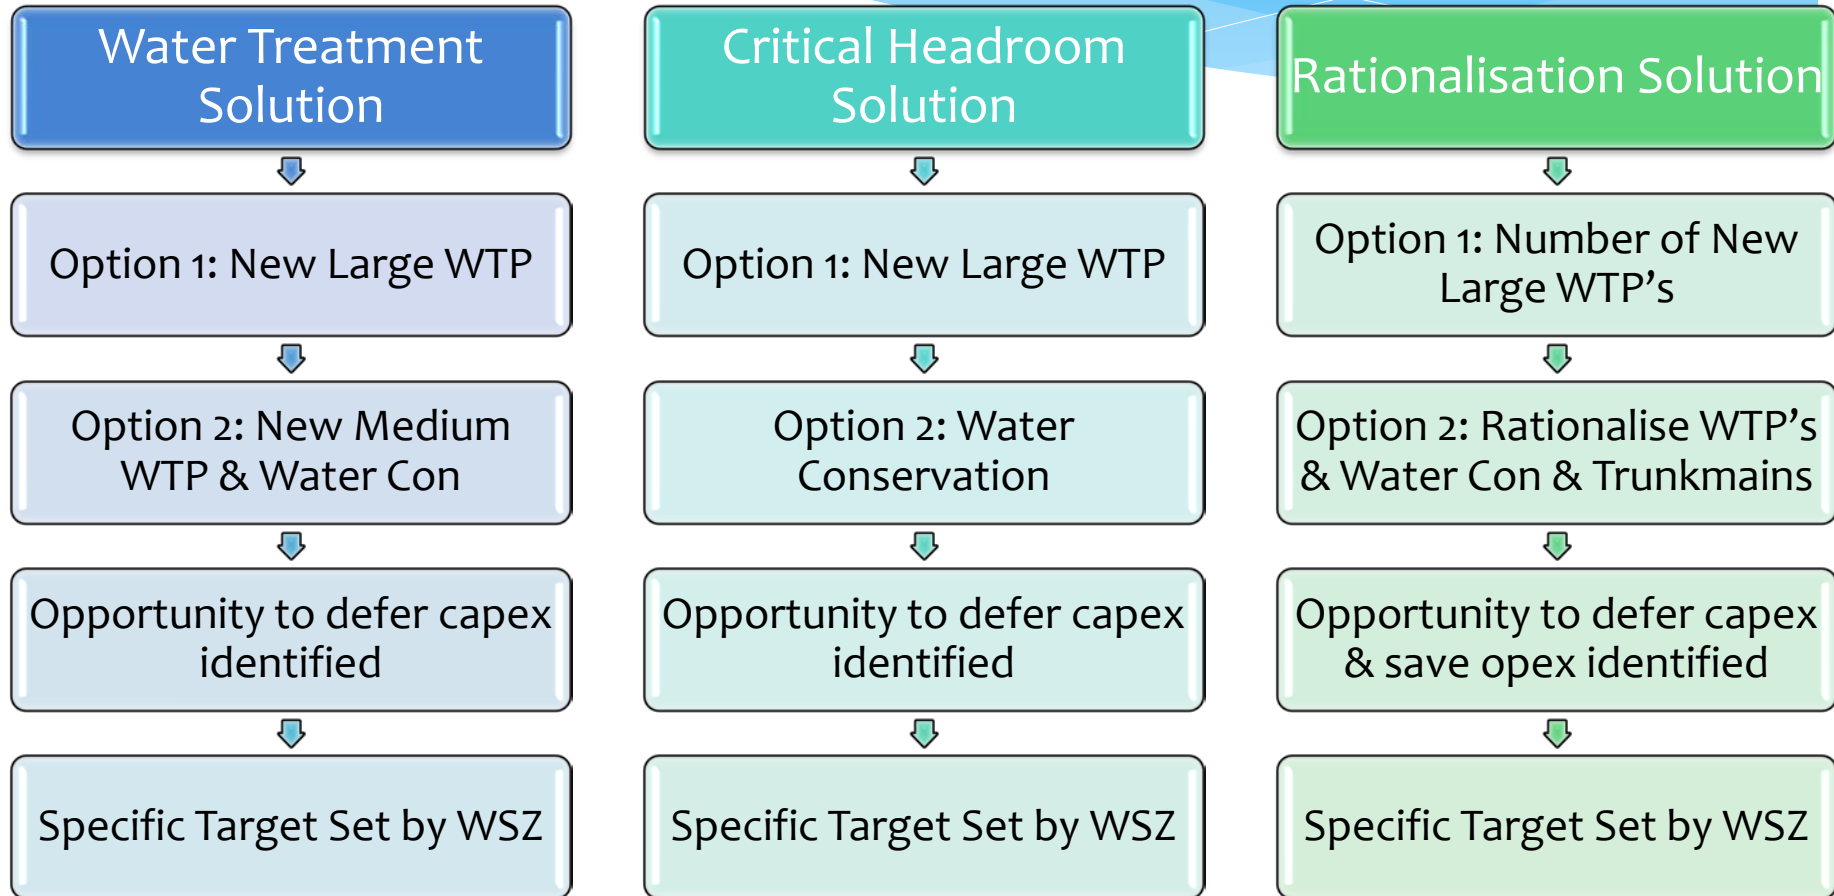 Water Treatment
Solution
Option 1: New Large WTP
Option 2: New Medium
WTP & Water Con
Opportunity to defer capex
identified
Specific Target Set by WSZ
Critical Headroom
Solution
Option 1: New Large WTP
Option 2: Water
Conservation
Opportunity to defer capex
identified
Specific Target Set by WSZ
Rationalisation Solution
Option 1: Number of New
Large WTP’s
Option 2: Rationalise WTP’s
& Water Con & Trunkmains
Opportunity to defer capex
& save opex identified
Specific Target Set by WSZ